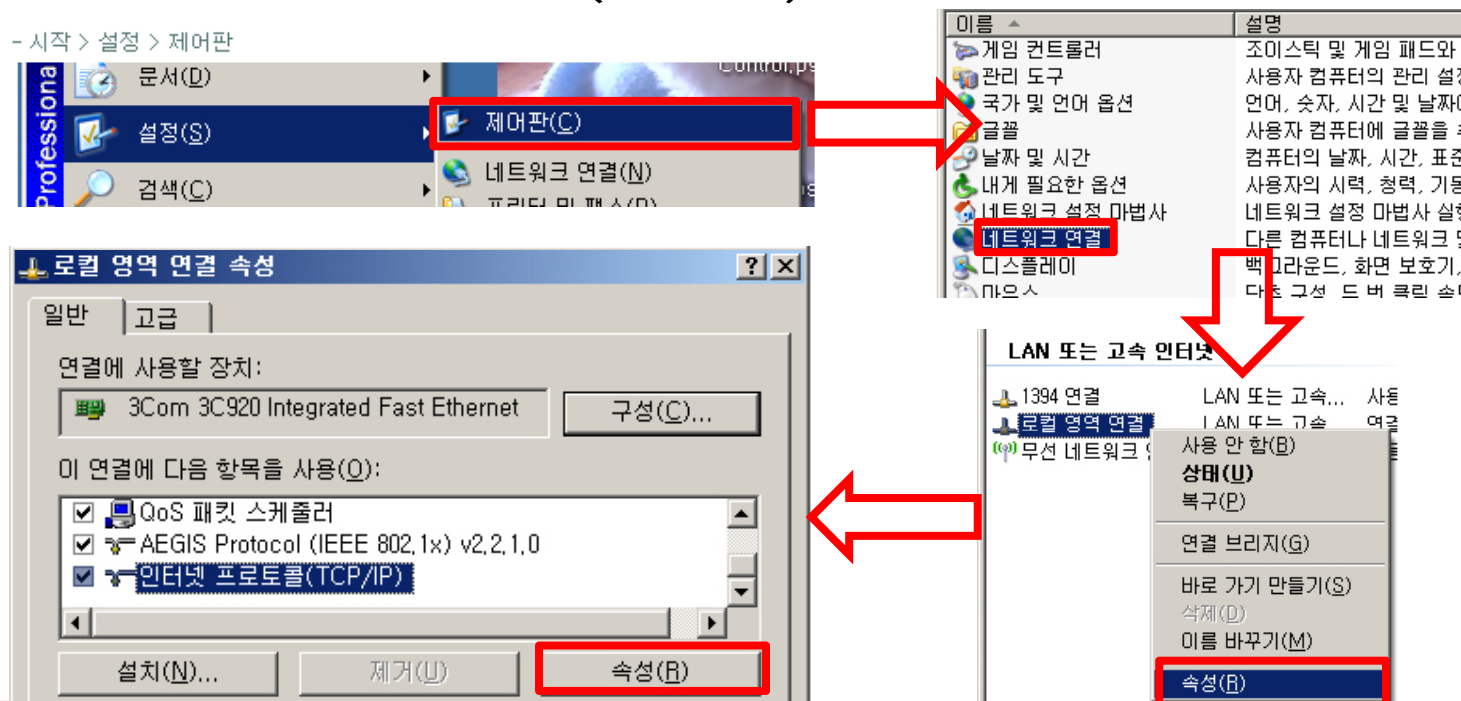 - 시작 > 설정 > 제어판
Professiona
문서(D)
설정(S)
검색(C)
제어판(C)
네트워크 연결(N)
프린터 및 팩스(P)
이름
설명
게임 컨트롤러 조이스틱 및 게임 패드와
관리 도구 사용자 컴퓨터의 관리
국가 및 언어 옵션 언어, 숫자, 시간 및
글꼴 사용자 컴퓨터에 글꼴을
날짜 및 시간 컴퓨터의 날짜, 시간,
내게 필요한 옵션 사용자의 시력, 청력,
네트워크 설정 마법사 네트워크 설정 마법사
네트워크 연결 다른 컴퓨터나 네트워크
디스플레이 백그라운드, 화면 보호기,
마우스 단추 구성, 두 번 클릭
LAN 또는 고속 인터넷
1394 연결 LAN 또는 고속...
로컬 영역 연결 LAN 또는 고속
무선 네트워크
사용 안 함(B)
상태(U)
복구(P)
연결 브리지(G)
바로 가기 만들기(S)
삭제(D)
이름 바꾸기(M)
속성(R)
로컬 영역 연결 속성
일반 고급
연결에 사용할 장치:
3Com 3C920 Integrated Fast Ethernet 구성(C)...
이 연결에 다음 항목을 사용(O):
QoS 패킷 스케줄러
AEGIS Protocol (IEEE 802.1x) v2.2.1.0
인터넷 프로토콜(TCP/IP)
설치(N)... 제거(U) 속성(R)